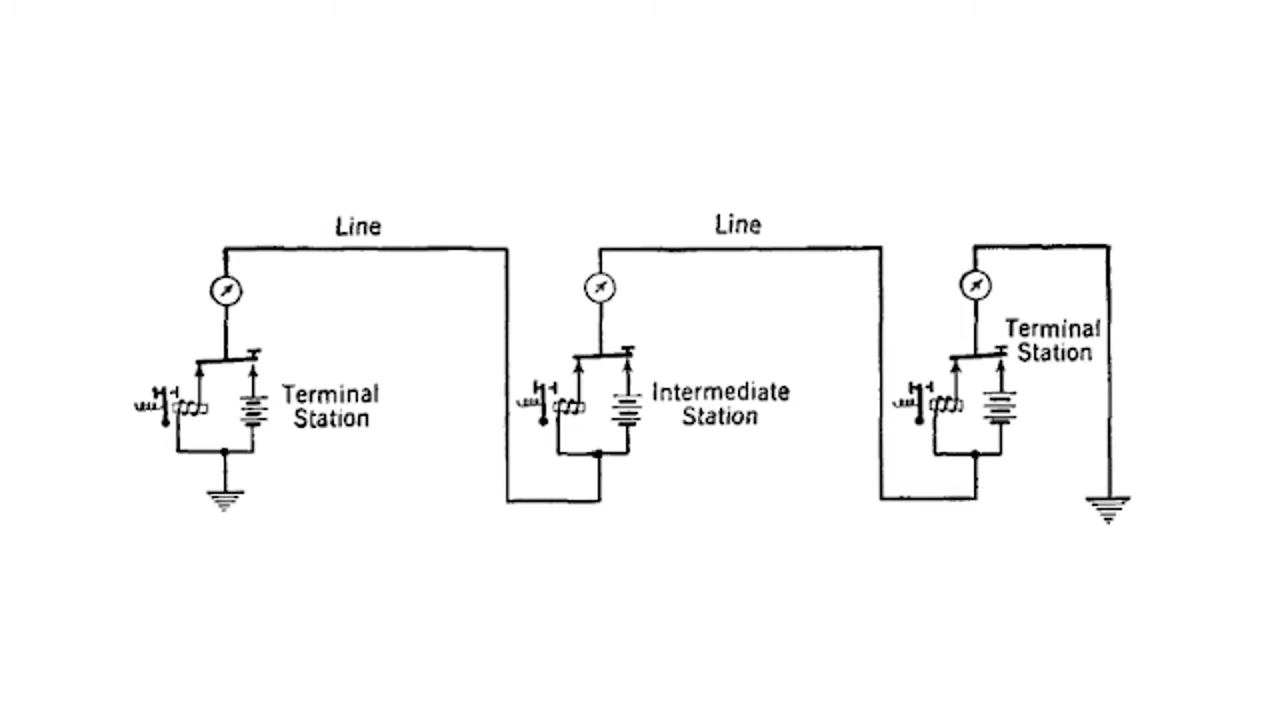 Line
Line
Terminal
Station
Terminal
Station
Intermediate
Station